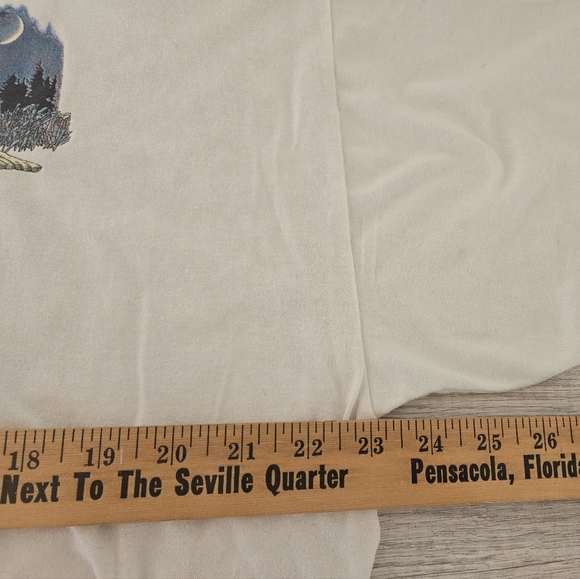 18 19 20 21 22 23 24 25 26
Next To The Seville Quarter Pensacola, Florida